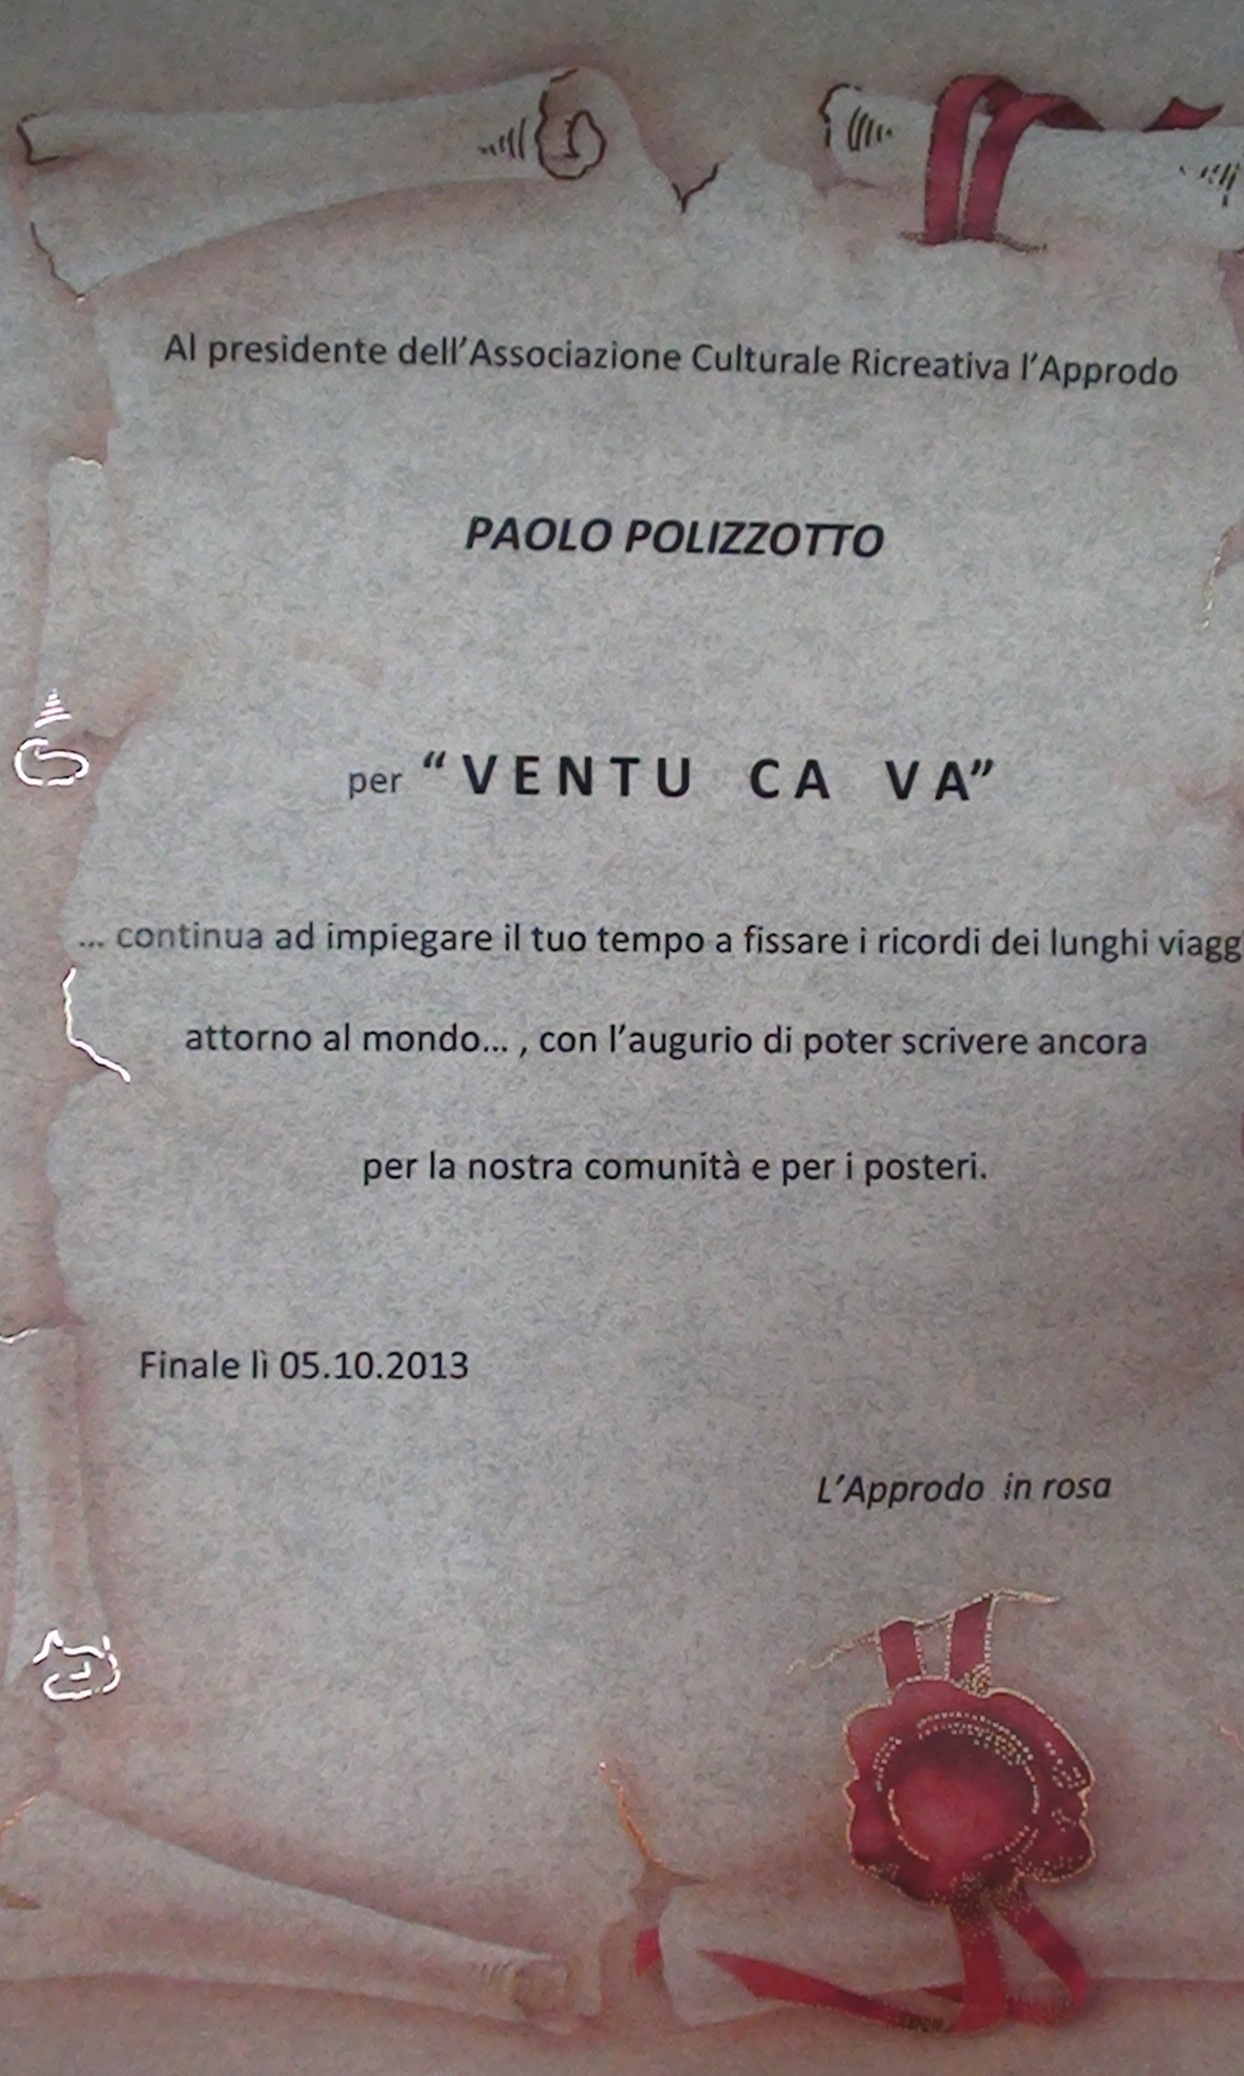 Al presidente dell'Associazione Culturale Ricreativa l'Approdo
PAOLO POLIZZOTTO
per “VENTU CA VA”
... continua ad impiegare il tuo tempo a fissare i ricordi dei lunghi viagg
attorno al mondo... , con l'augurio di poter scrivere ancora
per la nostra comunità e per i posteri.
Finale lì 05.10.2013
L'Approdo in rosa